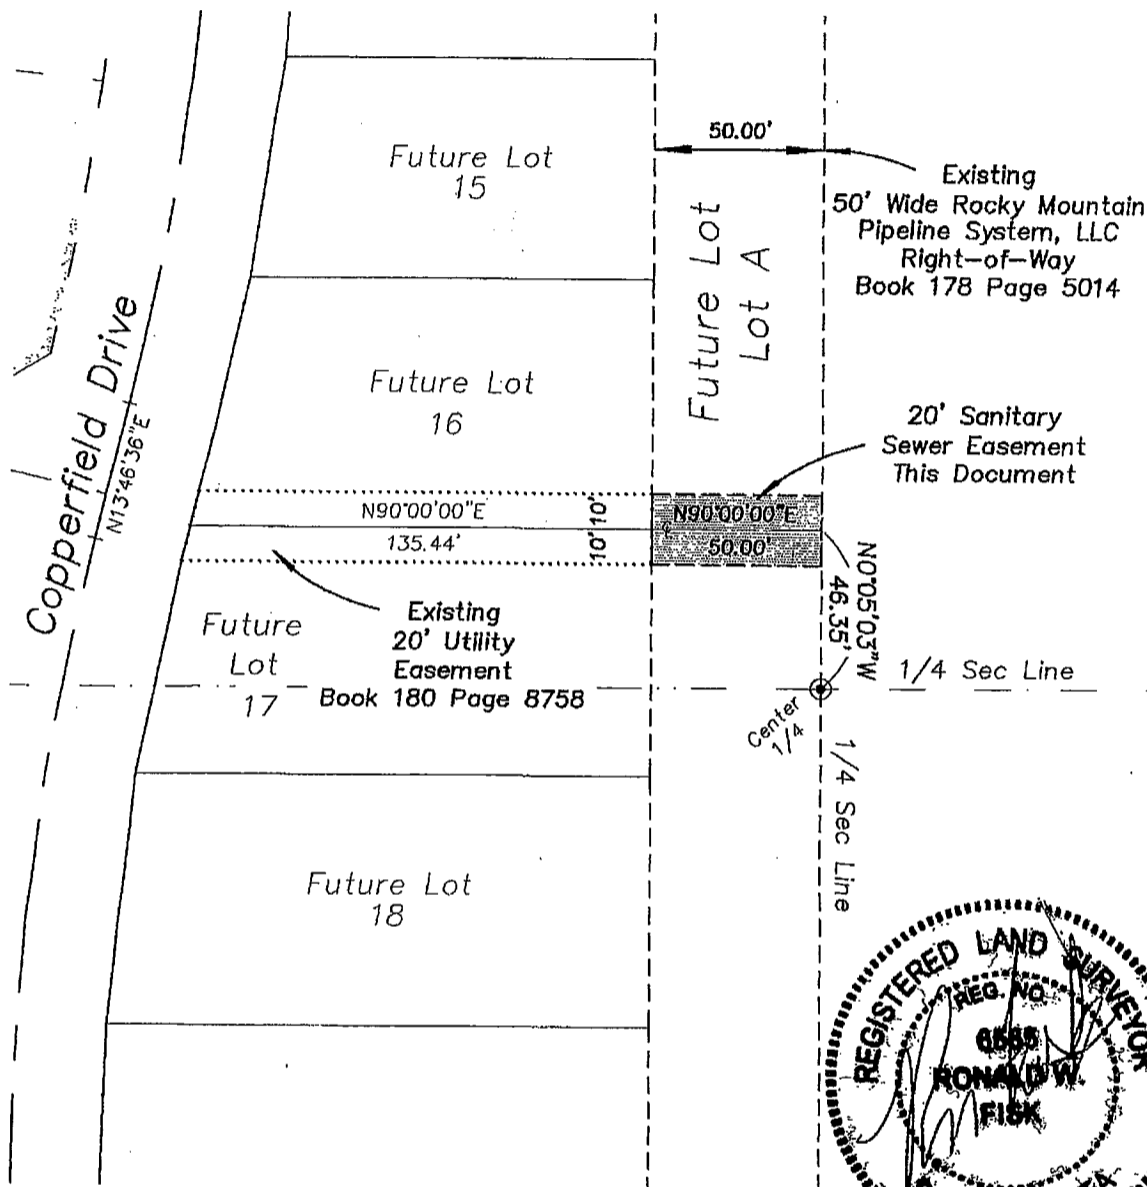 Future Lot
15
50.00'
Existing
50' Wide Rocky Mountain
Pipeline System, LLC
Right-of-Way
Book 178 Page 5014
Future Lot
Lot A
Copperfield Drive
N13°46'36"E
Future Lot
16
20' Sanitary
Sewer Easement
This Document
N90°00'00"E
135.44'
10' 10'
N90°00'00"E
℄
50.00'
N0°05'03"W
46.35'
Existing
20' Utility
Easement
Book 180 Page 8758
Future
Lot
17
1/4 Sec Line
Center
1/4
1/4 Sec Line
Future Lot
18
REGISTERED LAND SURVEYOR
REG. NO.
6565
RONALD W.
FISK